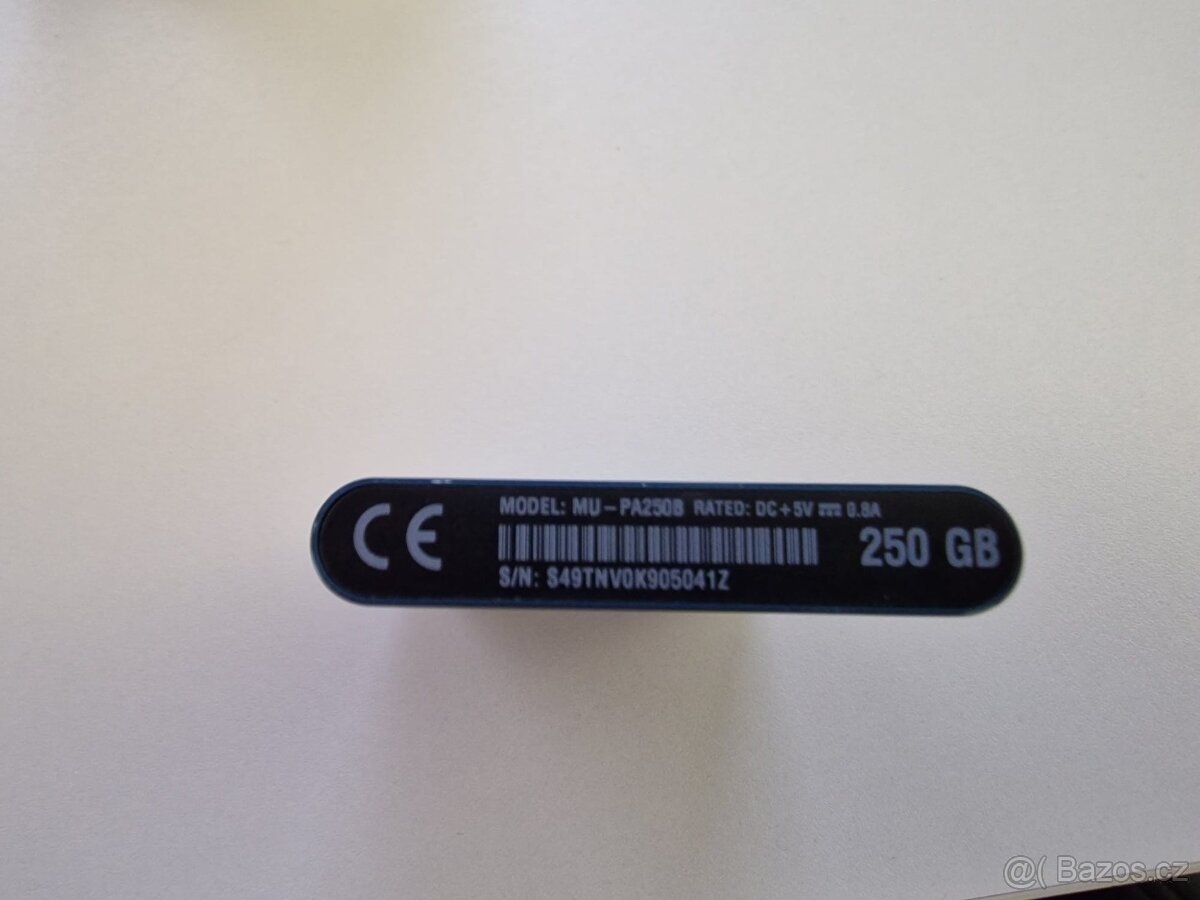 CE
MODEL: MU-PA250B RATED: DC+5V ⎓ 0.8A
S/N: S49TNV0K905041Z
250 GB
@( Bazos.cz